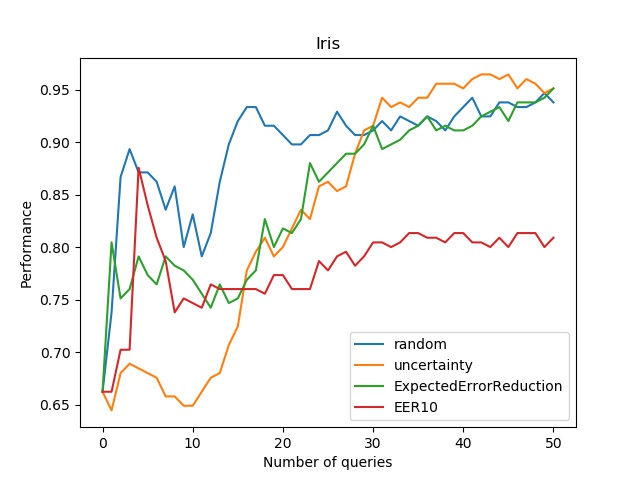 Iris
Performance
0.95
0.90
0.85
0.80
0.75
0.70
0.65
random
uncertainty
ExpectedErrorReduction
EER10
0
10
20
30
40
50
Number of queries